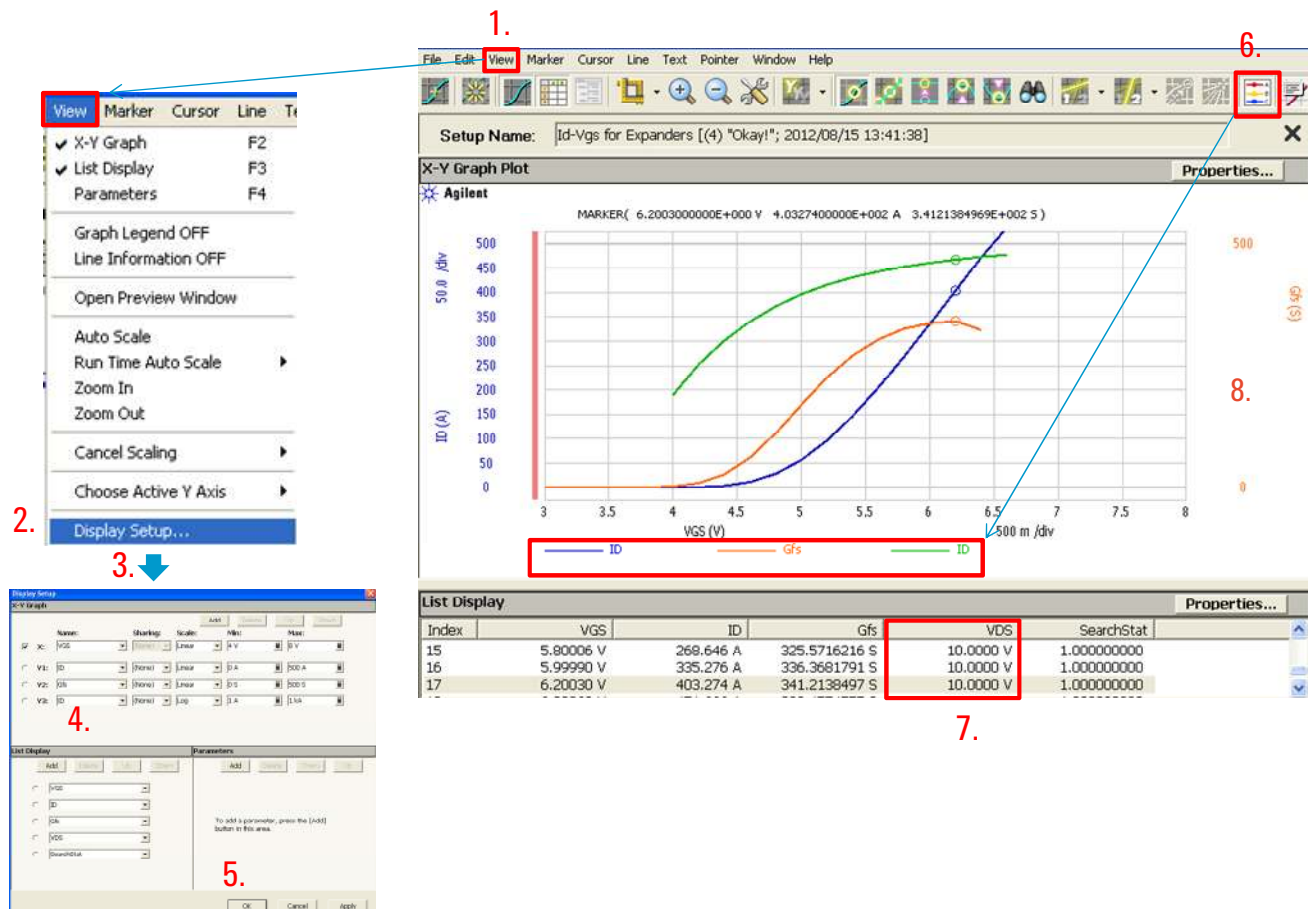 1.
6.
File Edit View Marker Cursor Line Text Pointer Window Help
Setup Name: Id-Vgs for Expanders [(4) "Okay!"; 2012/08/15 13:41:38]
X-Y Graph Plot Properties...
Agilent
MARKER( 6.2003000000E+000 V 4.0327400000E+002 A 3.4121384969E+002 S )
50.0 /div
ID (A)
500
450
400
350
300
250
200
150
100
50
0
500
Gfs (S)
8.
0
3 3.5 4 4.5 5 5.5 6 6.5 7 7.5 8
VGS (V) 500 m /div
ID Gfs ID
List Display Properties...
Index VGS ID Gfs VDS SearchStat
15 5.80006 V 268.646 A 325.5716216 S 10.0000 V 1.000000000
16 5.99990 V 335.276 A 336.3681791 S 10.0000 V 1.000000000
17 6.20030 V 403.274 A 341.2138497 S 10.0000 V 1.000000000
7.
View Marker Cursor Line
X-Y Graph F2
List Display F3
Parameters F4
Graph Legend OFF
Line Information OFF
Open Preview Window
Auto Scale
Run Time Auto Scale
Zoom In
Zoom Out
Cancel Scaling
Choose Active Y Axis
2.
Display Setup...
3.
Display Setup
X-Y Graph
Add
Name: Sharing: Scale: Min: Max:
X: VGS Linear 4 V 8 V
Y1: ID (None) Linear 0 A 500 A
Y2: Gfs (None) Linear 0 S 500 S
Y3: ID (None) Log 1 A 1 kA
4.
List Display Parameters
Add Add
VGS
ID
Gfs
VDS
SearchStat
To add a parameter, press the [Add]
button in this area.
5.
OK Cancel Apply